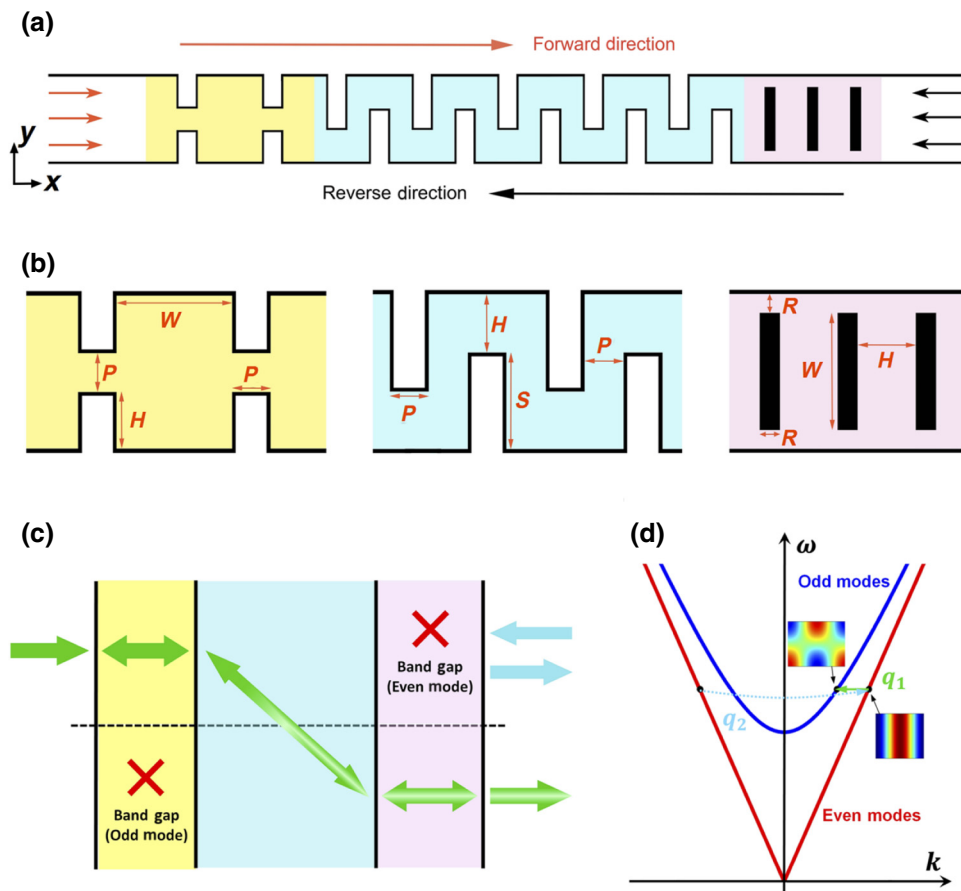 (a)
Forward direction
y
x
Reverse direction
(b)
W
P
P
H
H
P
P
S
R
W
H
R
(c)
Band gap
(Even mode)
Band gap
(Odd mode)
(d)
ω
Odd modes
q1
q2
Even modes
k